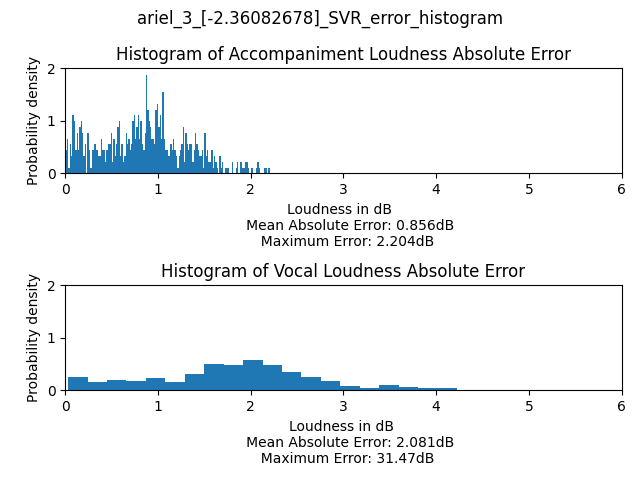 ariel_3_[-2.36082678]_SVR_error_histogram
Histogram of Accompaniment Loudness Absolute Error
Probability density
2
1
0
0 1 2 3 4 5 6
Loudness in dB
Mean Absolute Error: 0.856dB
Maximum Error: 2.204dB
Histogram of Vocal Loudness Absolute Error
Probability density
2
1
0
0 1 2 3 4 5 6
Loudness in dB
Mean Absolute Error: 2.081dB
Maximum Error: 31.47dB